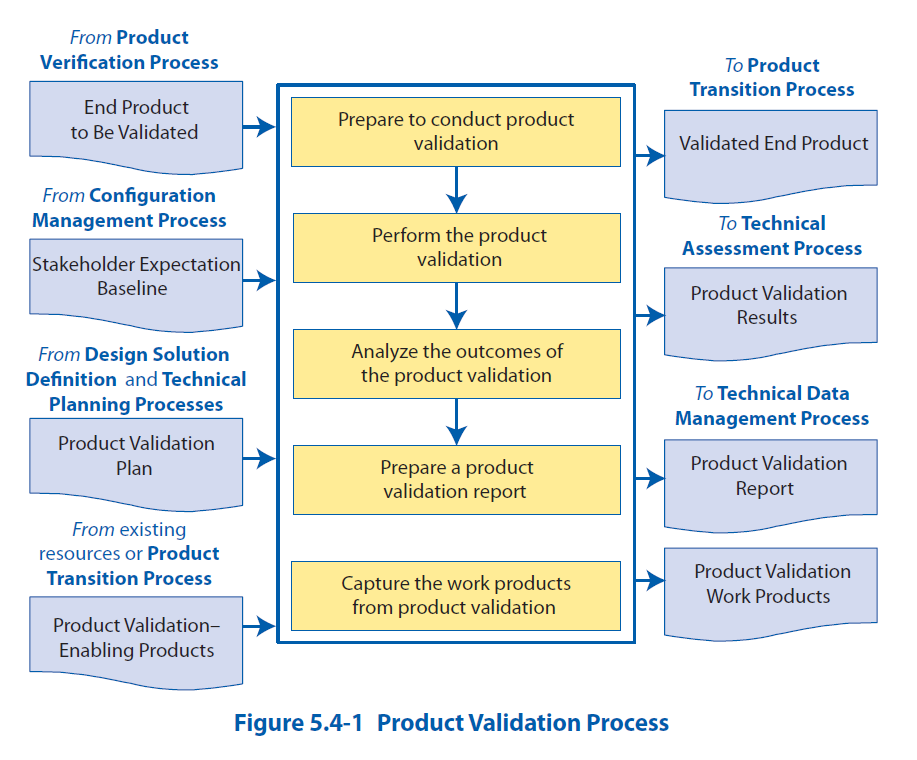 From Product
Verification Process
End Product
to Be Validated
From Configuration
Management Process
Stakeholder Expectation
Baseline
From Design Solution
Definition and Technical
Planning Processes
Product Validation
Plan
From existing
resources or Product
Transition Process
Product Validation–
Enabling Products
Prepare to conduct product
validation
Perform the product
validation
Analyze the outcomes of
the product validation
Prepare a product
validation report
Capture the work products
from product validation
To Product
Transition Process
Validated End Product
To Technical
Assessment Process
Product Validation
Results
To Technical Data
Management Process
Product Validation
Report
Product Validation
Work Products
Figure 5.4-1 Product Validation Process